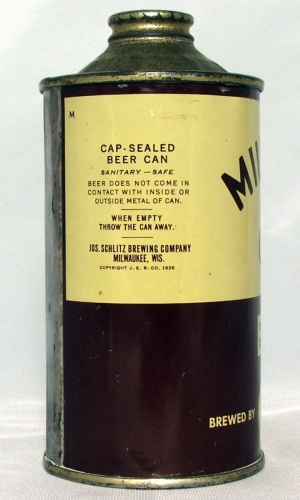 M
CAP-SEALED
BEER CAN
SANITARY — SAFE
BEER DOES NOT COME IN
CONTACT WITH INSIDE OR
OUTSIDE METAL OF CAN.
WHEN EMPTY
THROW THE CAN AWAY.
JOS. SCHLITZ BREWING COMPANY
MILWAUKEE, WIS.
COPYRIGHT J. S. B. CO. 1936
MIL
BREWED BY